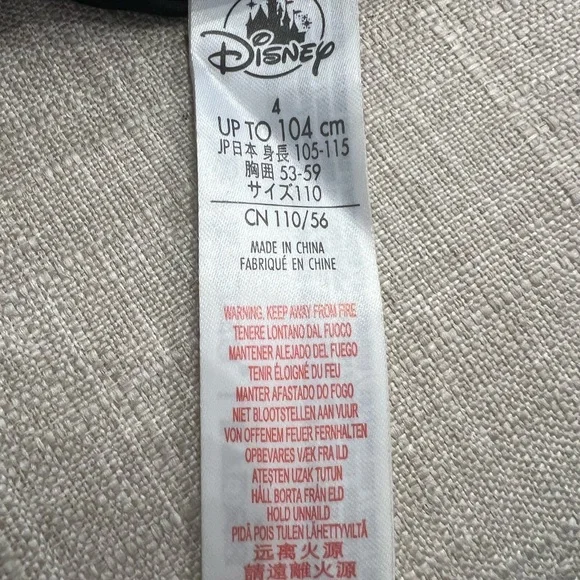 Disney
4
UP TO 104 cm
JP日本 身長 105-115
胸囲 53-59
サイズ110
CN 110/56
MADE IN CHINA
FABRIQUÉ EN CHINE
WARNING, KEEP AWAY FROM FIRE
TENERE LONTANO DAL FUOCO
MANTENER ALEJADO DEL FUEGO
TENIR ÉLOIGNÉ DU FEU
MANTER AFASTADO DO FOGO
NIET BLOOTSTELLEN AAN VUUR
VON OFFENEM FEUER FERNHALTEN
OPBEVARES VÆK FRA ILD
ATEŞTEN UZAK TUTUN
HÅLL BORTA FRÅN ELD
HOLD UNNAILD
PIDÄ POIS TULEN LÄHETTYVILTÄ
远离火源
請遠離火源